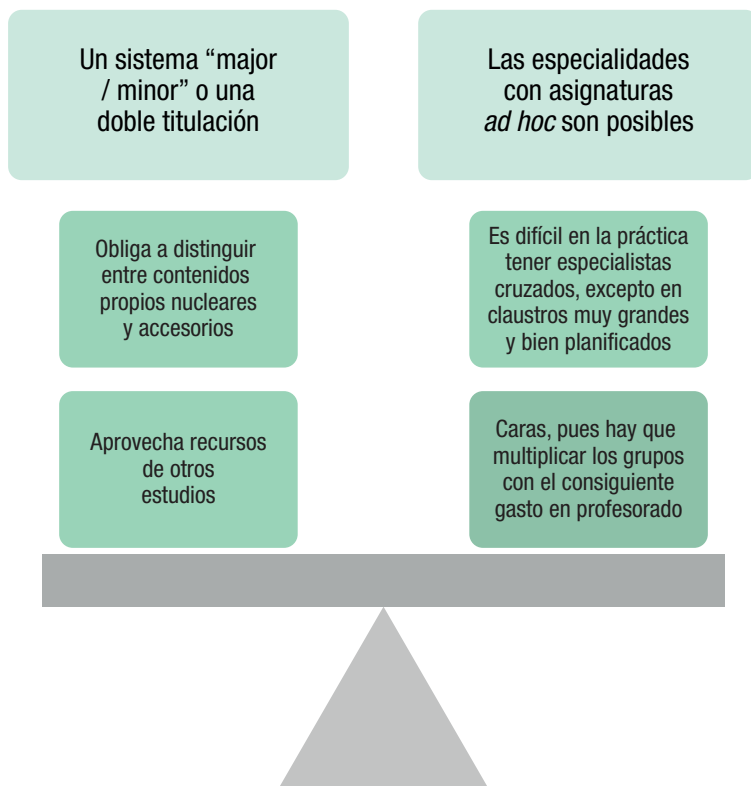 Un sistema “major
/ minor” o una
doble titulación
Obliga a distinguir
entre contenidos
propios nucleares
y accesorios
Aprovecha recursos
de otros
estudios
Las especialidades
con asignaturas
ad hoc son posibles
Es difícil en la práctica
tener especialistas
cruzados, excepto en
claustros muy grandes
y bien planificados
Caras, pues hay que
multiplicar los grupos
con el consiguiente
gasto en profesorado